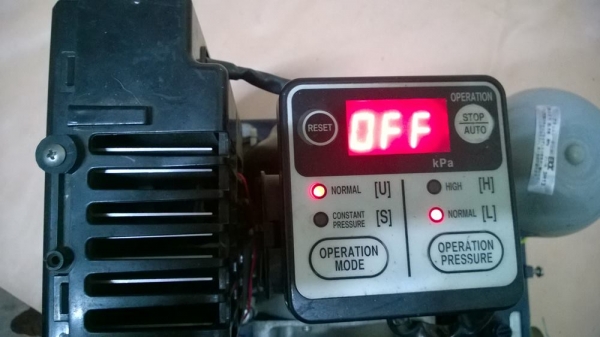 OPERATION
RESET
OFF
STOP
AUTO
kPa
NORMAL [U]
HIGH [H]
CONSTANT
PRESSURE [S]
NORMAL [L]
OPERATION
MODE
OPERATION
PRESSURE